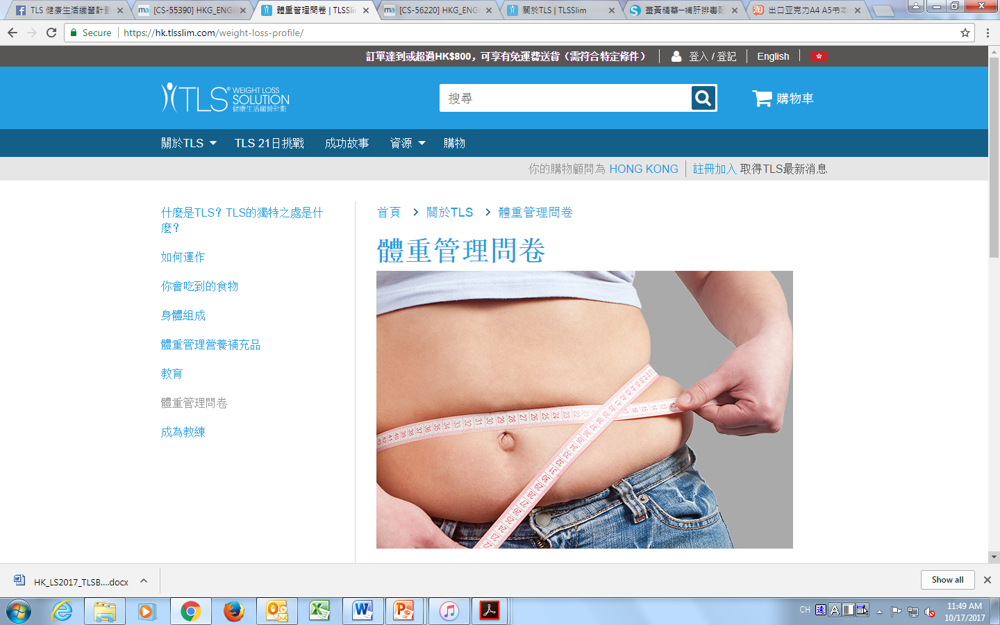 TLS 健康生活纖營計劃
[CS-55390] HKG_ENG
體重管理問卷 | TLSSlim
[CS-56220] HKG_ENG
關於TLS | TLSSlim
薑黃精華—補肝排毒配
出口亚克力A4 A5书本
Secure
https://hk.tlsslim.com/weight-loss-profile/
訂單達到或超過HK$800，可享有免運費送貨（需符合特定條件）
登入 / 登記
English
TLS® WEIGHT LOSS
SOLUTION
健康生活纖營計劃
搜尋
購物車
關於TLS
TLS 21日挑戰
成功故事
資源
購物
你的購物顧問為 HONG KONG
註冊加入 取得TLS最新消息
什麼是TLS？TLS的獨特之處是什
麼？
如何運作
你會吃到的食物
身體組成
體重管理營養補充品
教育
體重管理問卷
成為教練
首頁 > 關於TLS > 體重管理問卷
體重管理問卷
HK_LS2017_TLSB....docx
Show all
CH
速
A
11:49 AM
10/17/2017